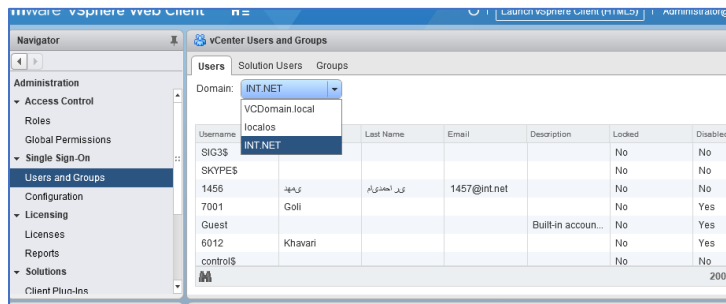 vmware vSphere Web Client
Launch vSphere Client (HTML5) | Administrator@
Navigator
vCenter Users and Groups
Users Solution Users Groups
Administration
Domain: INT.NET
Access Control
VCDomain.local
Roles
localos
Global Permissions
INT.NET
Username Last Name Email Description Locked Disabled
Single Sign-On
SIG3$ No No
Users and Groups
SKYPE$ No No
Configuration
1456 1457@int.net No No
Licensing
7001 Goli No Yes
Licenses
Guest Built-in accoun... No Yes
Reports
6012 Khavari No Yes
Solutions
control$ No No
Client Plug-Ins
200